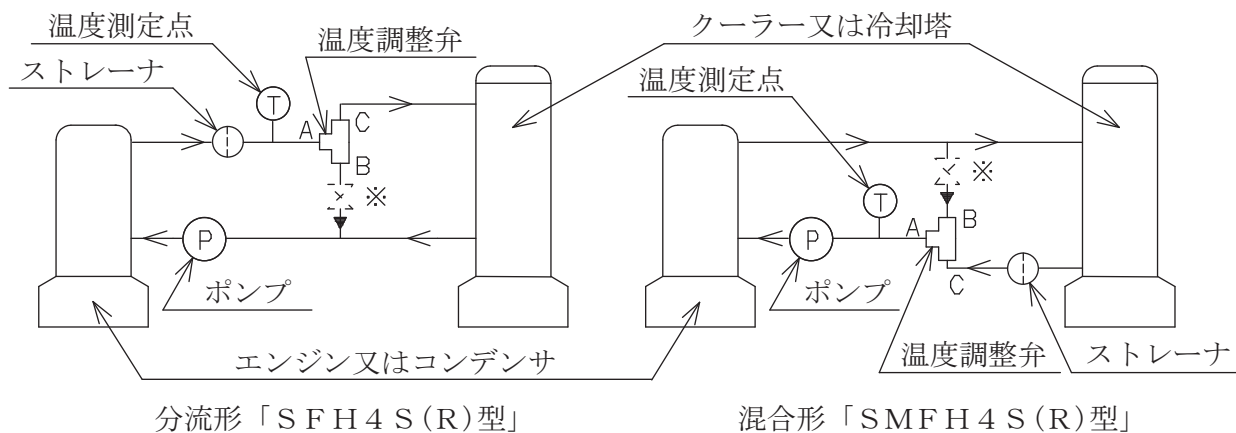 温度測定点
ストレーナ
温度調整弁
T
A
C
B
※
P
ポンプ
クーラー又は冷却塔
温度測定点
T
※
A
B
P
C
ポンプ
温度調整弁
ストレーナ
エンジン又はコンデンサ
分流形「SFH4S(R)型」
混合形「SMFH4S(R)型」